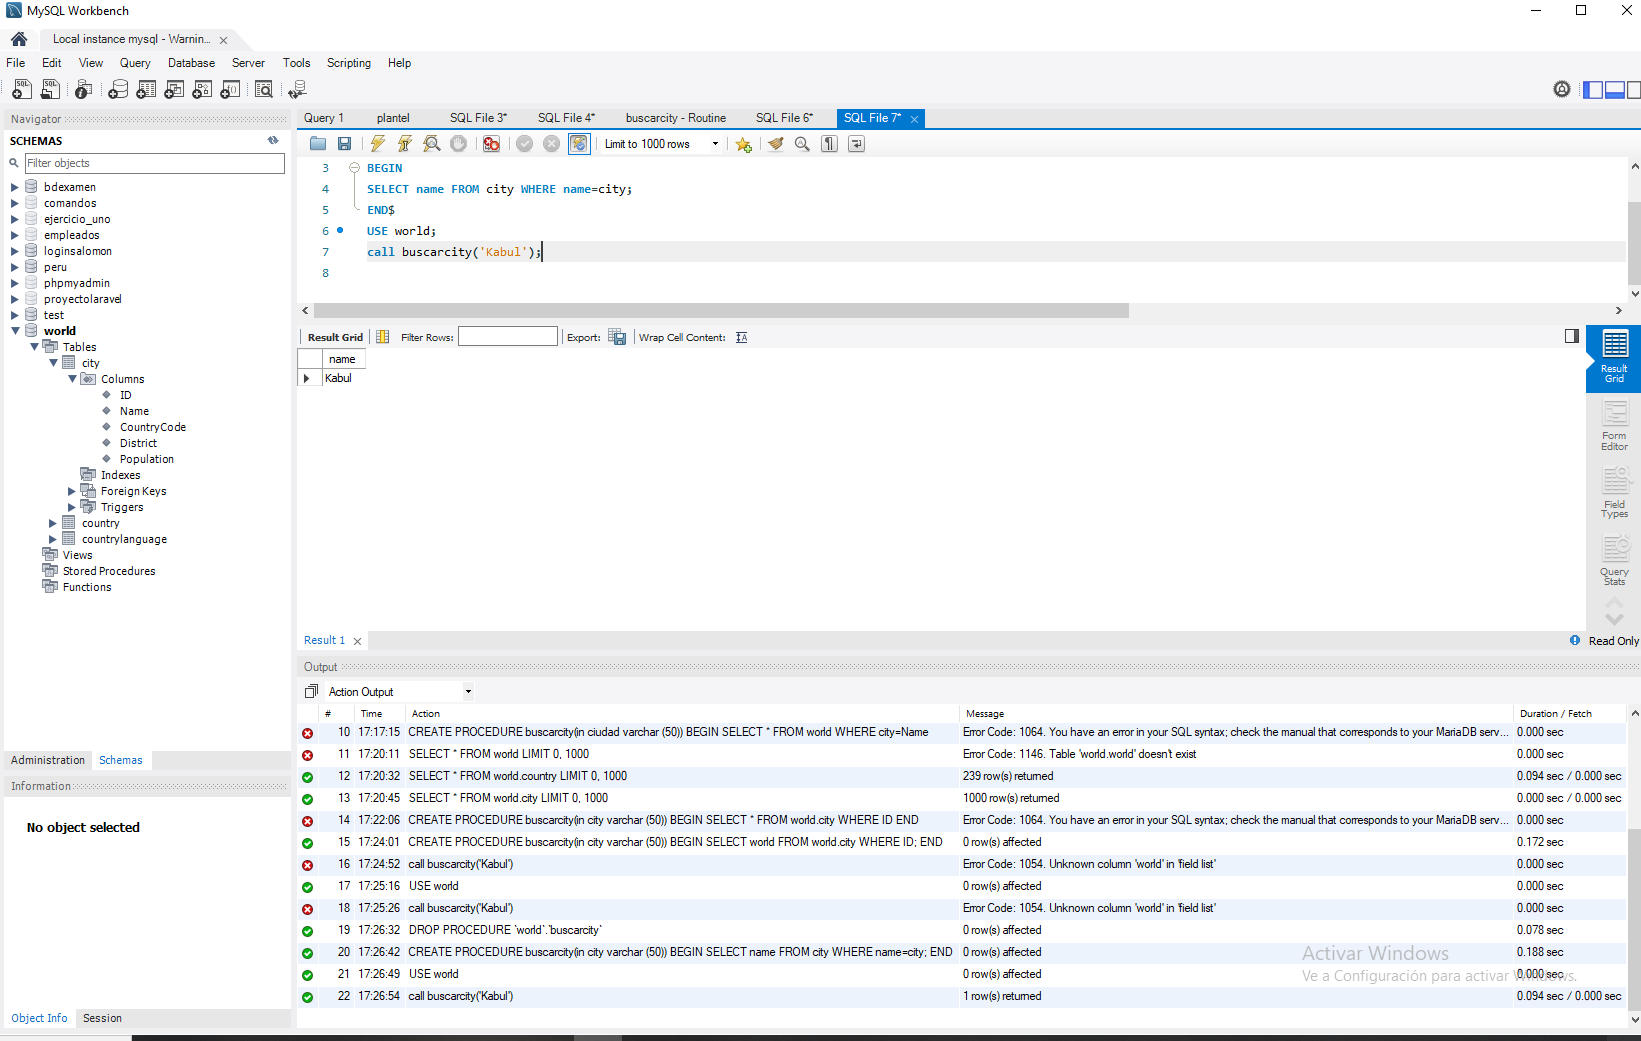 MySQL Workbench
Local instance mysql - Warnin...
File Edit View Query Database Server Tools Scripting Help
Navigator
SCHEMAS
Filter objects
bdexamen
comandos
ejercicio_uno
empleados
loginsalomon
peru
phpmyadmin
proyectolaravel
test
world
Tables
city
Columns
ID
Name
CountryCode
District
Population
Indexes
Foreign Keys
Triggers
country
countrylanguage
Views
Stored Procedures
Functions
Administration Schemas
Information
No object selected
Object Info Session
Query 1 plantel SQL File 3* SQL File 4* buscarcity - Routine SQL File 6* SQL File 7*
Limit to 1000 rows
3 BEGIN
4 SELECT name FROM city WHERE name=city;
5 END$
6 USE world;
7 call buscarcity('Kabul');
8
Result Grid Filter Rows: Export: Wrap Cell Content:
name
Kabul
Result Grid
Form Editor
Field Types
Query Stats
Result 1 Read Only
Output
Action Output
# Time Action Message Duration / Fetch
10 17:17:15 CREATE PROCEDURE buscarcity(in ciudad varchar (50)) BEGIN SELECT * FROM world WHERE city=Name Error Code: 1064. You have an error in your SQL syntax; check the manual that corresponds to your MariaDB serv... 0.000 sec
11 17:20:11 SELECT * FROM world LIMIT 0, 1000 Error Code: 1146. Table 'world.world' doesn't exist 0.000 sec
12 17:20:32 SELECT * FROM world.country LIMIT 0, 1000 239 row(s) returned 0.094 sec / 0.000 sec
13 17:20:45 SELECT * FROM world.city LIMIT 0, 1000 1000 row(s) returned 0.000 sec / 0.000 sec
14 17:22:06 CREATE PROCEDURE buscarcity(in city varchar (50)) BEGIN SELECT * FROM world.city WHERE ID END Error Code: 1064. You have an error in your SQL syntax; check the manual that corresponds to your MariaDB serv... 0.000 sec
15 17:24:01 CREATE PROCEDURE buscarcity(in city varchar (50)) BEGIN SELECT world FROM world.city WHERE ID; END 0 row(s) affected 0.172 sec
16 17:24:52 call buscarcity('Kabul') Error Code: 1054. Unknown column 'world' in 'field list' 0.000 sec
17 17:25:16 USE world 0 row(s) affected 0.000 sec
18 17:25:26 call buscarcity('Kabul') Error Code: 1054. Unknown column 'world' in 'field list' 0.000 sec
19 17:26:32 DROP PROCEDURE `world`.`buscarcity` 0 row(s) affected 0.078 sec
20 17:26:42 CREATE PROCEDURE buscarcity(in city varchar (50)) BEGIN SELECT name FROM city WHERE name=city; END 0 row(s) affected 0.188 sec
21 17:26:49 USE world 0 row(s) affected 0.000 sec
22 17:26:54 call buscarcity('Kabul') 1 row(s) returned 0.094 sec / 0.000 sec
Activar Windows
Ve a Configuración para activar Windows.